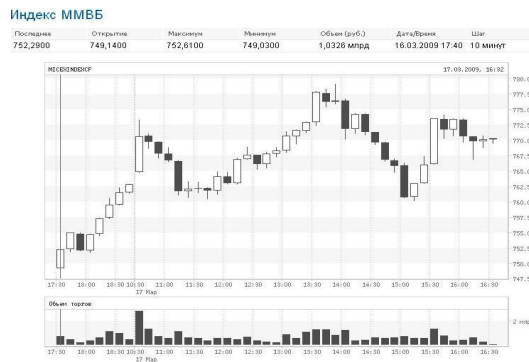 Индекс ММВБ
Последнее Открытие Максимум Минимум Объем (руб.) Дата/Время Шаг
752,2900 749,1400 752,6100 749,0300 1,0326 млрд 16.03.2009 17:40 10 минут
MICEXINDEXCF 17.03.2009, 16:32
780.0
777.5
775.0
772.5
770.0
767.5
765.0
762.5
760.0
757.5
755.0
752.5
750.0
747.5
17:30 18:00 18:30 10:30 11:00 11:30 12:00 12:30 13:00 13:30 14:00 14:30 15:00 15:30 16:00 16:30
17 Мар
Объем торгов
2
17:30 18:00 18:30 10:30 11:00 11:30 12:00 12:30 13:00 13:30 14:00 14:30 15:00 15:30 16:00 16:30
17 Мар